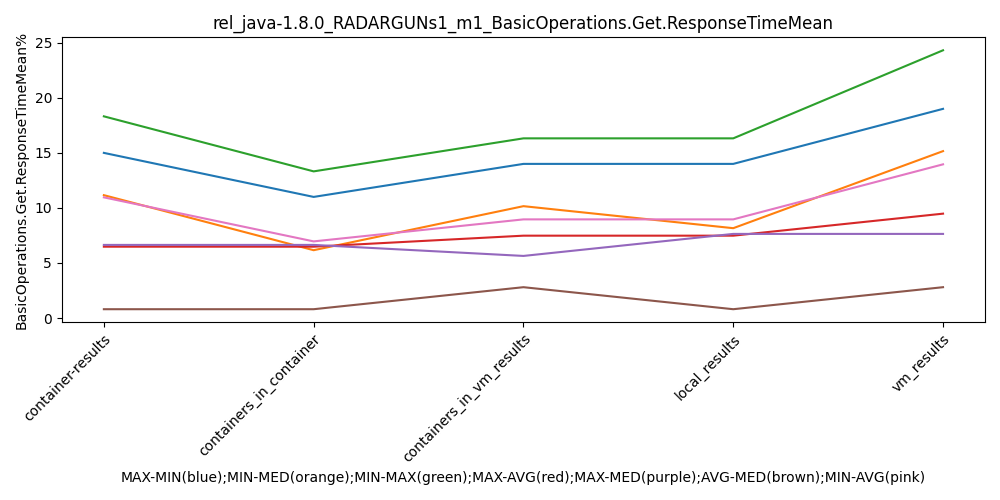 rel_java-1.8.0_RADARGUNs1_m1_BasicOperations.Get.ResponseTimeMean
BasicOperations.Get.ResponseTimeMean%
25
20
15
10
5
0
container-results
containers_in_container
containers_in_vm_results
local_results
vm_results
MAX-MIN(blue);MIN-MED(orange);MIN-MAX(green);MAX-AVG(red);MAX-MED(purple);AVG-MED(brown);MIN-AVG(pink)